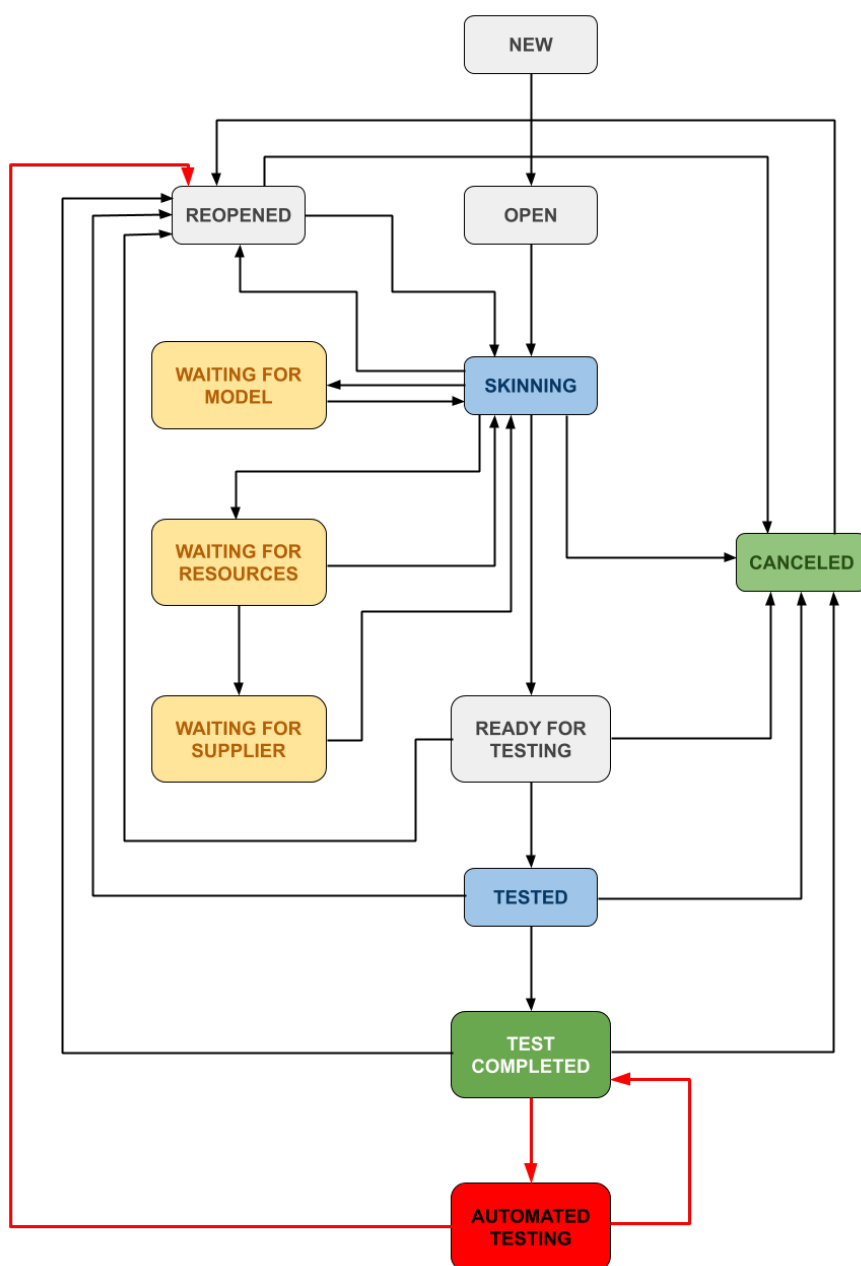 NEW
REOPENED
OPEN
WAITING FOR
MODEL
SKINNING
WAITING FOR
RESOURCES
CANCELED
WAITING FOR
SUPPLIER
READY FOR
TESTING
TESTED
TEST
COMPLETED
AUTOMATED
TESTING